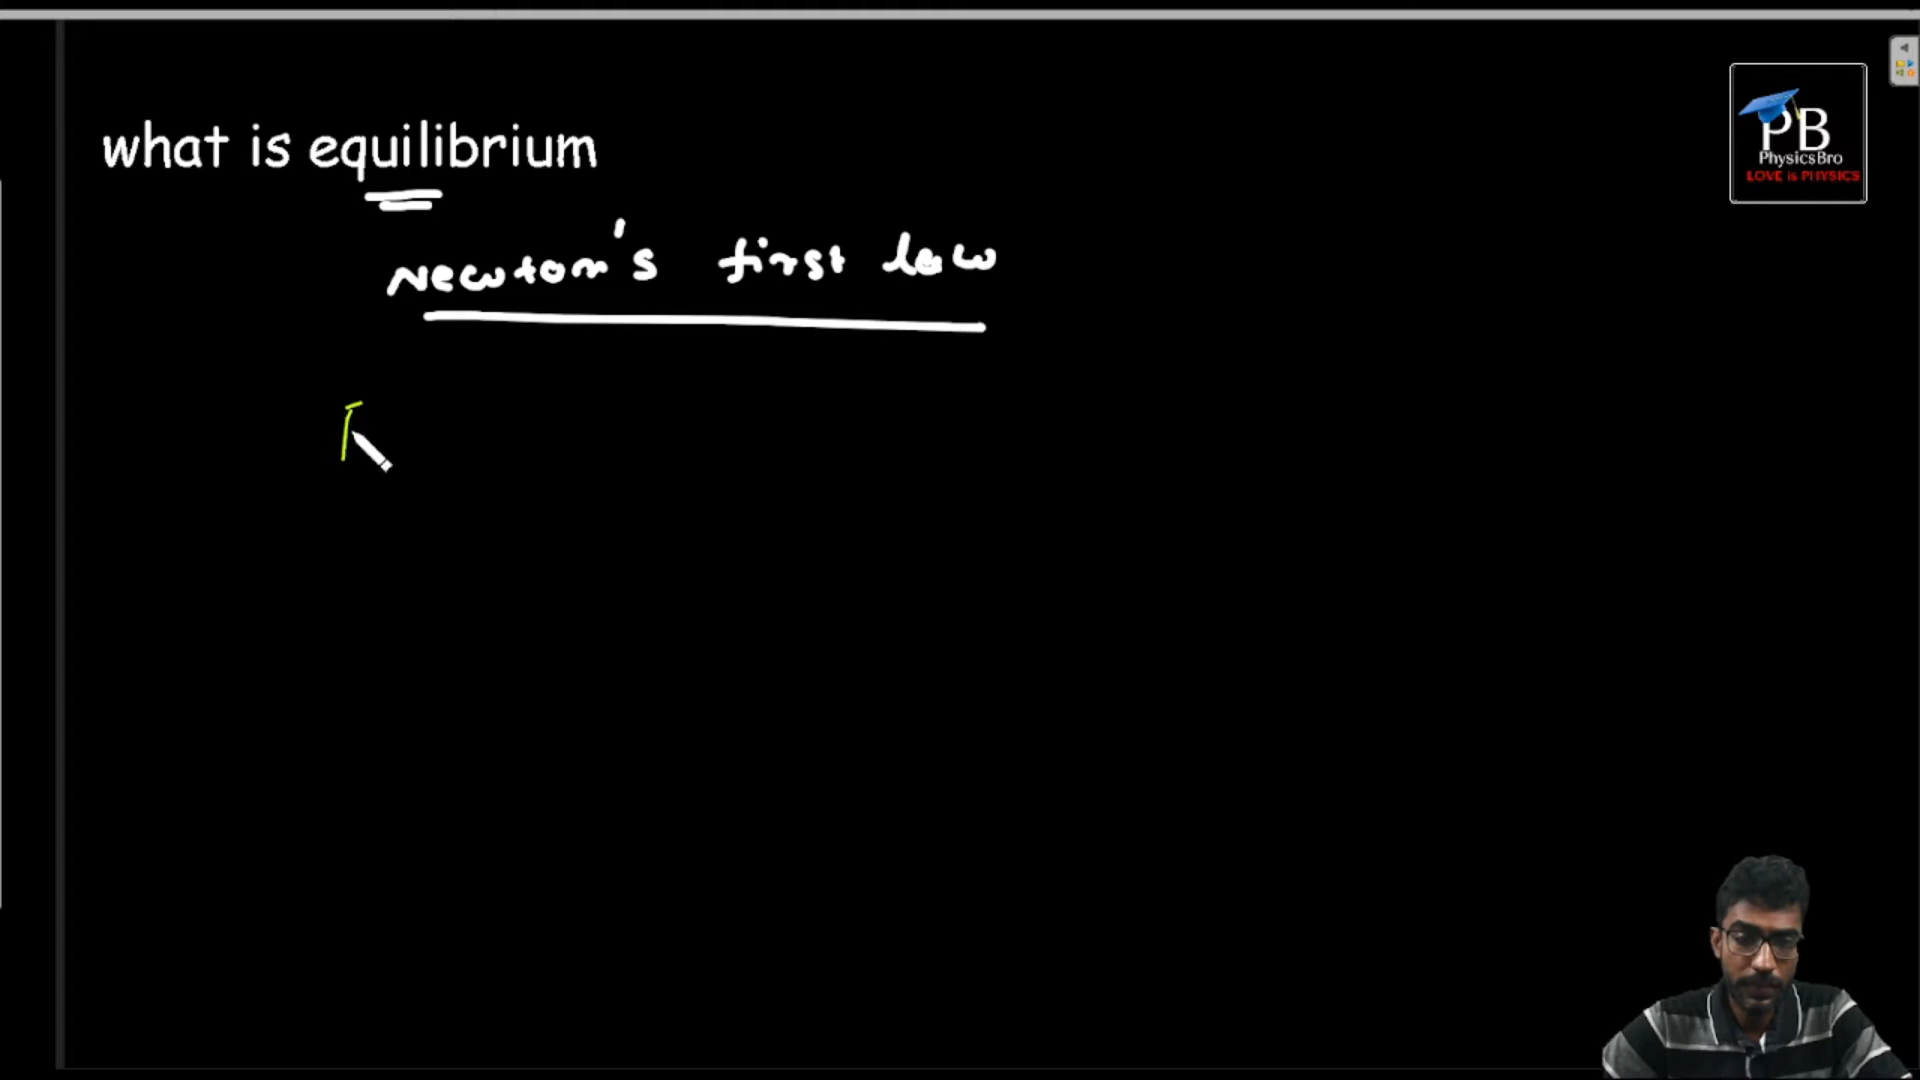 what is equilibrium
PB
PhysicsBro
LOVE is PHYSICS
Newton's first law